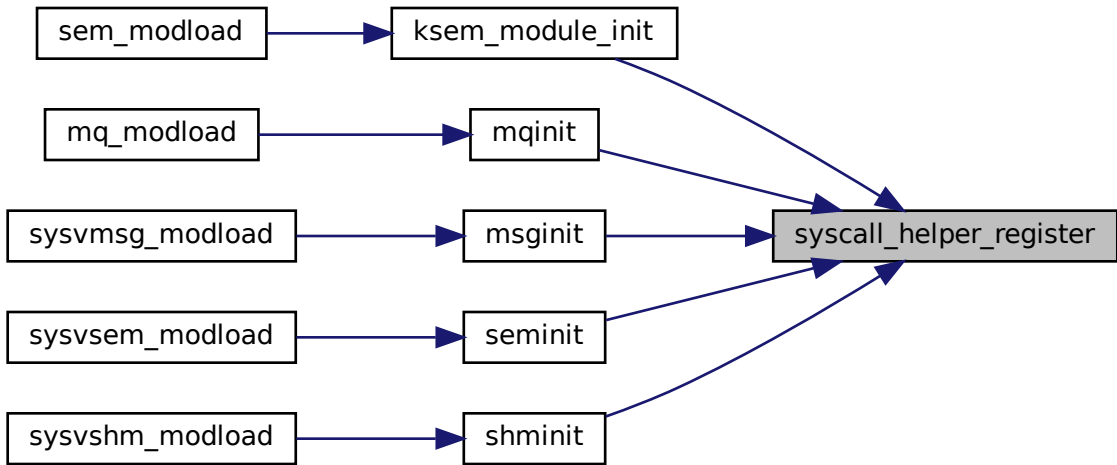 sem_modload
ksem_module_init
mq_modload
mqinit
sysvmsg_modload
msginit
syscall_helper_register
sysvsem_modload
seminit
sysvshm_modload
shminit